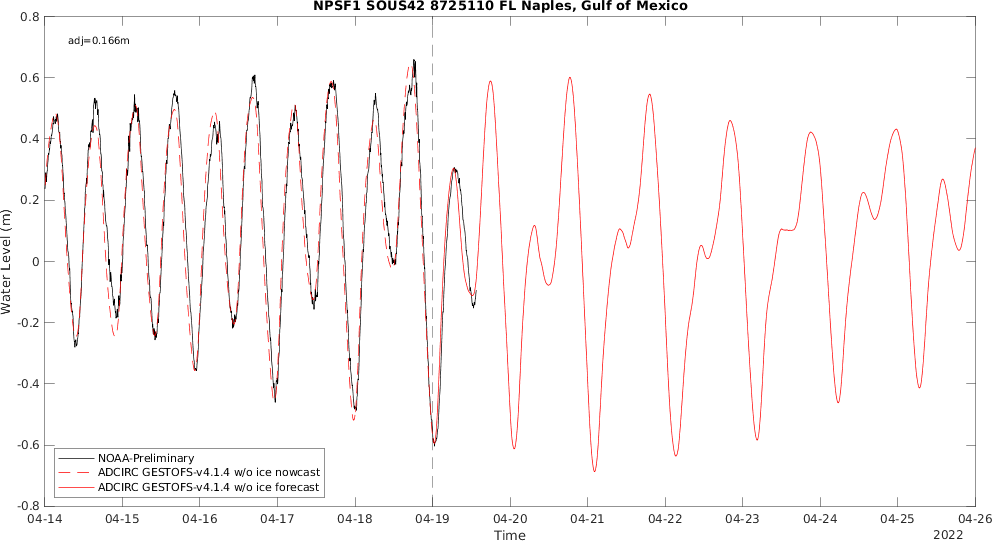 NPSF1 SOUS42 8725110 FL Naples, Gulf of Mexico
adj=0.166m
0.8
0.6
0.4
0.2
0
-0.2
-0.4
-0.6
-0.8
Water Level (m)
NOAA-Preliminary
ADCIRC GESTOFS-v4.1.4 w/o ice nowcast
ADCIRC GESTOFS-v4.1.4 w/o ice forecast
04-14 04-15 04-16 04-17 04-18 04-19 04-20 04-21 04-22 04-23 04-24 04-25 04-26
Time
2022